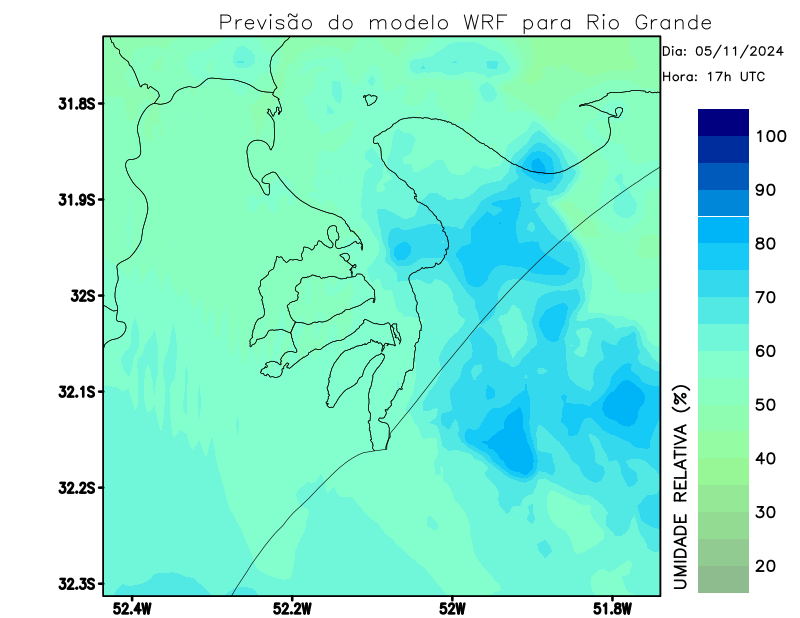 Previsão do modelo WRF para Rio Grande
Dia: 05/11/2024
Hora: 17h UTC
31.8S
31.9S
32S
32.1S
32.2S
32.3S
52.4W
52.2W
52W
51.8W
100
90
80
70
60
50
40
30
20
UMIDADE RELATIVA (%)